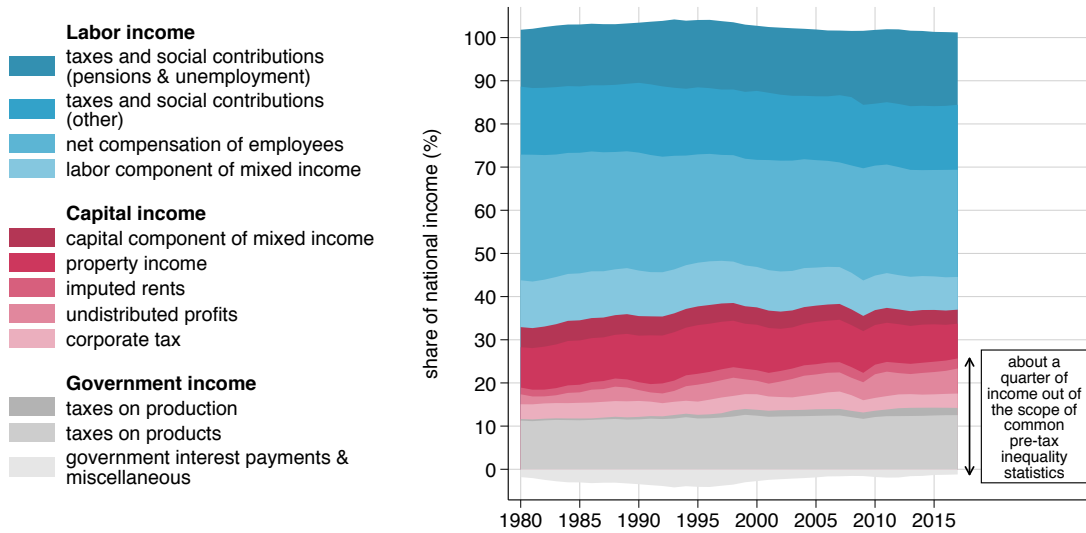 Labor income
taxes and social contributions
(pensions & unemployment)
taxes and social contributions
(other)
net compensation of employees
labor component of mixed income
Capital income
capital component of mixed income
property income
imputed rents
undistributed profits
corporate tax
Government income
taxes on production
taxes on products
government interest payments &
miscellaneous
share of national income (%)
100
90
80
70
60
50
40
30
20
10
0
1980 1985 1990 1995 2000 2005 2010 2015
about a
quarter of
income out of
the scope of
common
pre-tax
inequality
statistics